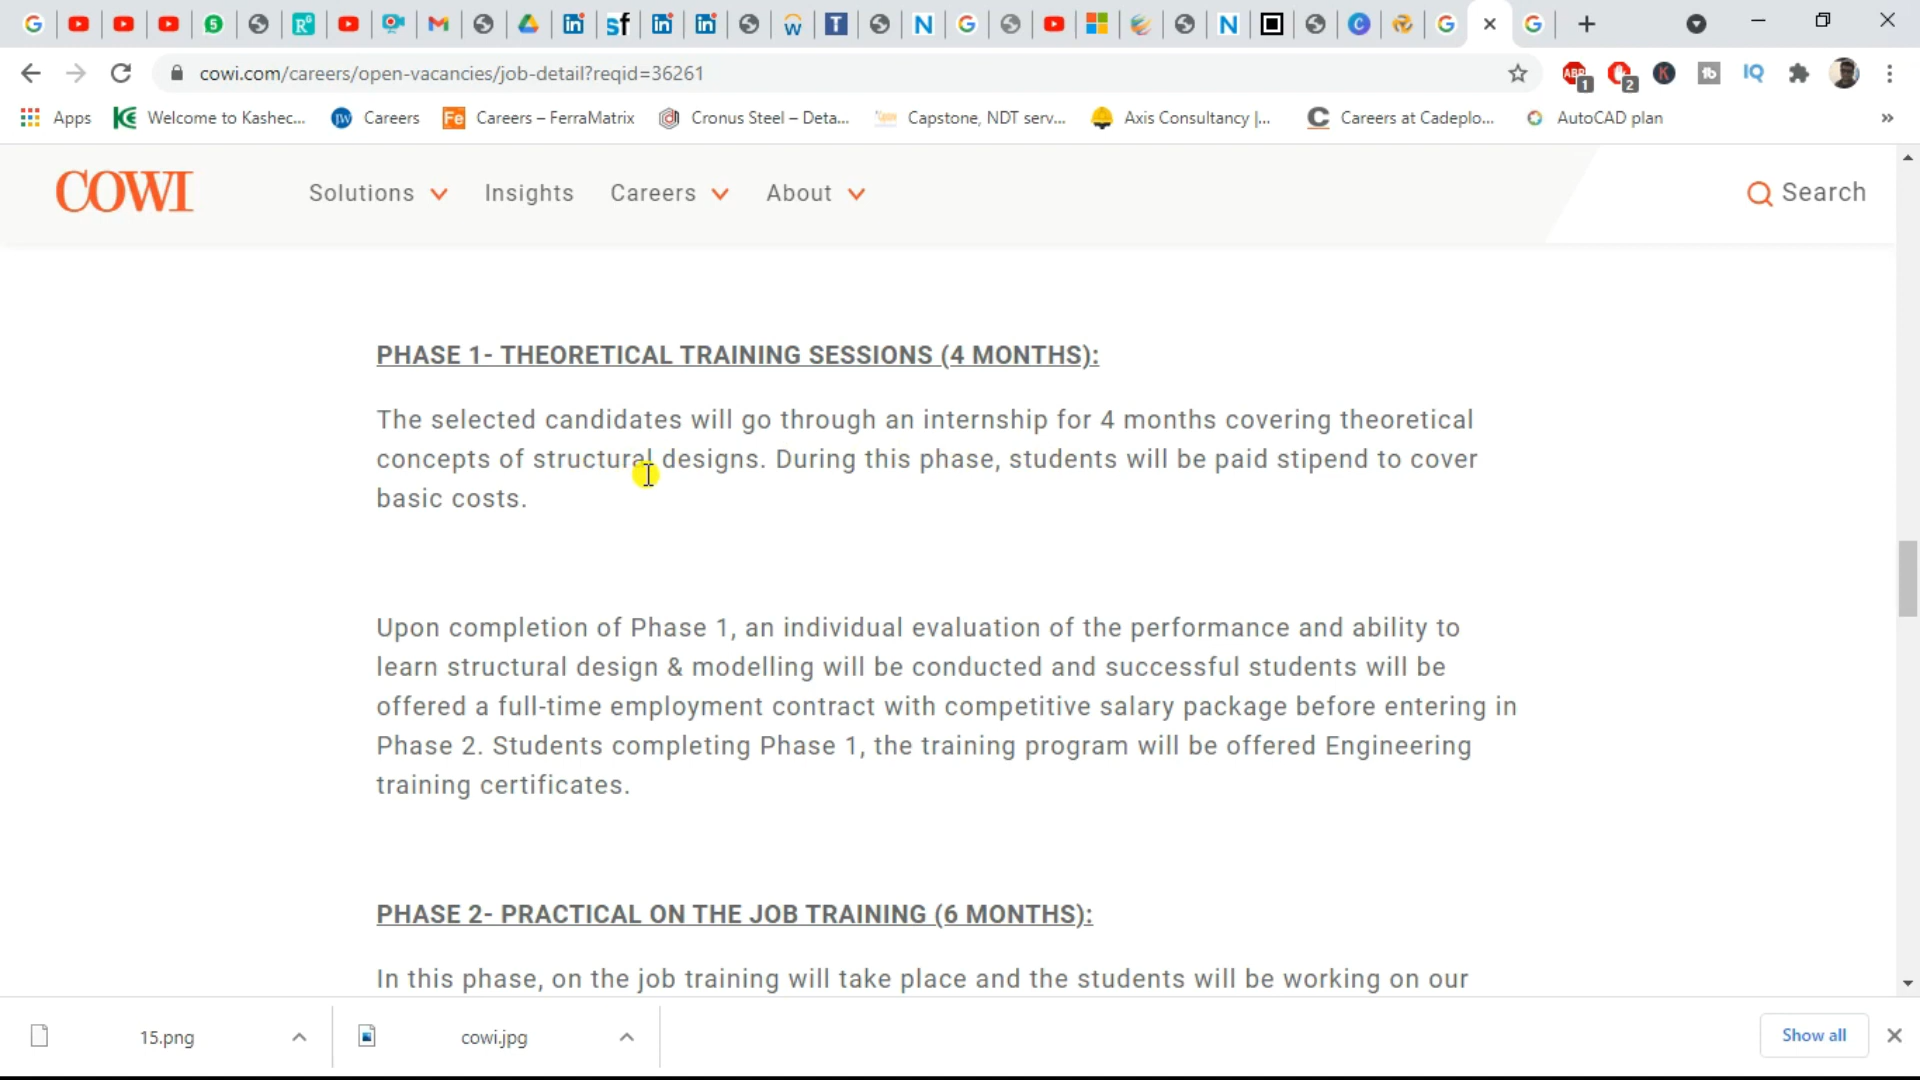 cowi.com/careers/open-vacancies/job-detail?reqid=36261
Apps Welcome to Kashec... Careers Careers – FerraMatrix Cronus Steel – Deta... Capstone, NDT serv... Axis Consultancy |... Careers at Cadeplo... AutoCAD plan »
COWI Solutions Insights Careers About Search
PHASE 1- THEORETICAL TRAINING SESSIONS (4 MONTHS):
The selected candidates will go through an internship for 4 months covering theoretical
concepts of structural designs. During this phase, students will be paid stipend to cover
basic costs.
Upon completion of Phase 1, an individual evaluation of the performance and ability to
learn structural design & modelling will be conducted and successful students will be
offered a full-time employment contract with competitive salary package before entering in
Phase 2. Students completing Phase 1, the training program will be offered Engineering
training certificates.
PHASE 2- PRACTICAL ON THE JOB TRAINING (6 MONTHS):
In this phase, on the job training will take place and the students will be working on our
15.png cowi.jpg Show all